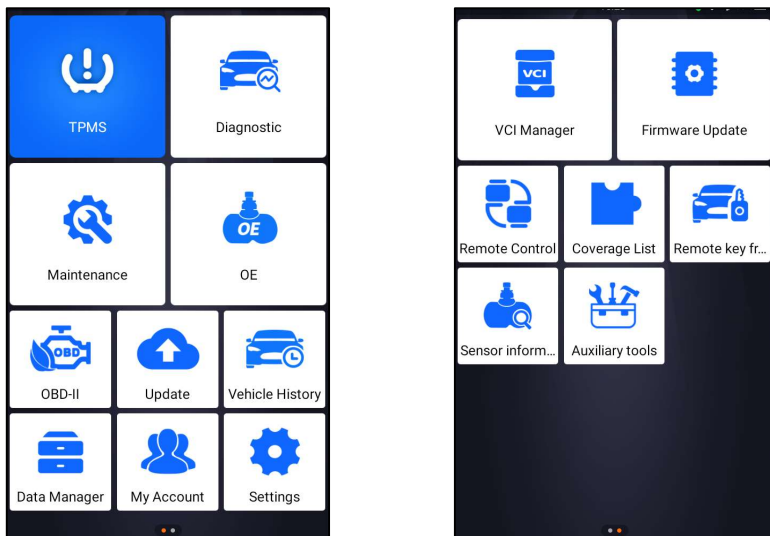 TPMS
Diagnostic
Maintenance
OE
OE
OBD
OBD-II
Update
Vehicle History
Data Manager
My Account
Settings
VCI
VCI Manager
Firmware Update
Remote Control
Coverage List
Remote key fr...
Sensor inform...
Auxiliary tools